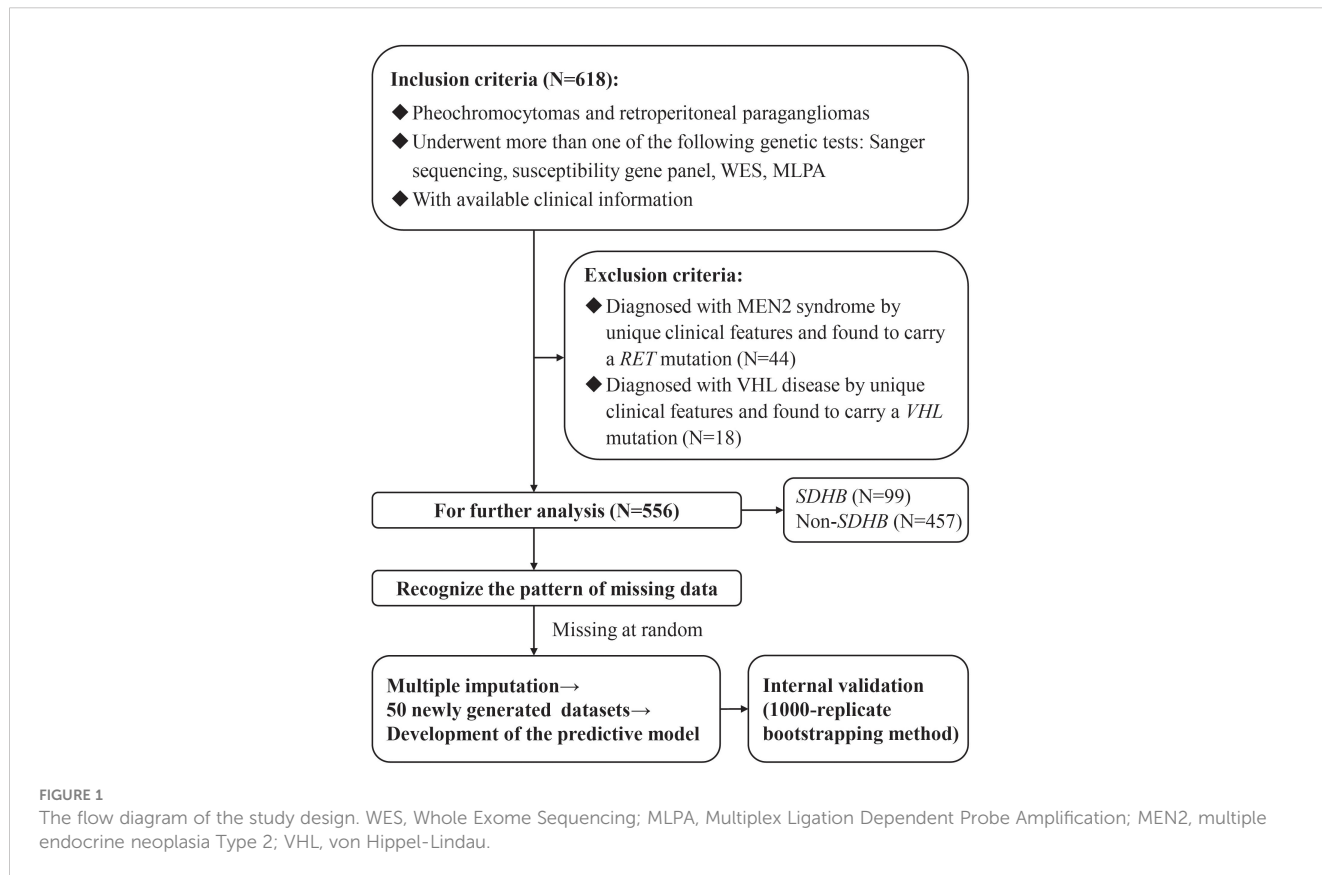 Inclusion criteria (N=618):
◆ Pheochromocytomas and retroperitoneal paragangliomas
◆ Underwent more than one of the following genetic tests: Sanger
sequencing, susceptibility gene panel, WES, MLPA
◆ With available clinical information
Exclusion criteria:
◆ Diagnosed with MEN2 syndrome by
unique clinical features and found to carry
a RET mutation (N=44)
◆ Diagnosed with VHL disease by unique
clinical features and found to carry a VHL
mutation (N=18)
For further analysis (N=556)
SDHB (N=99)
Non-SDHB (N=457)
Recognize the pattern of missing data
Missing at random
Multiple imputation→
50 newly generated datasets→
Development of the predictive model
Internal validation
(1000-replicate
bootstrapping method)
FIGURE 1
The flow diagram of the study design. WES, Whole Exome Sequencing; MLPA, Multiplex Ligation Dependent Probe Amplification; MEN2, multiple
endocrine neoplasia Type 2; VHL, von Hippel-Lindau.